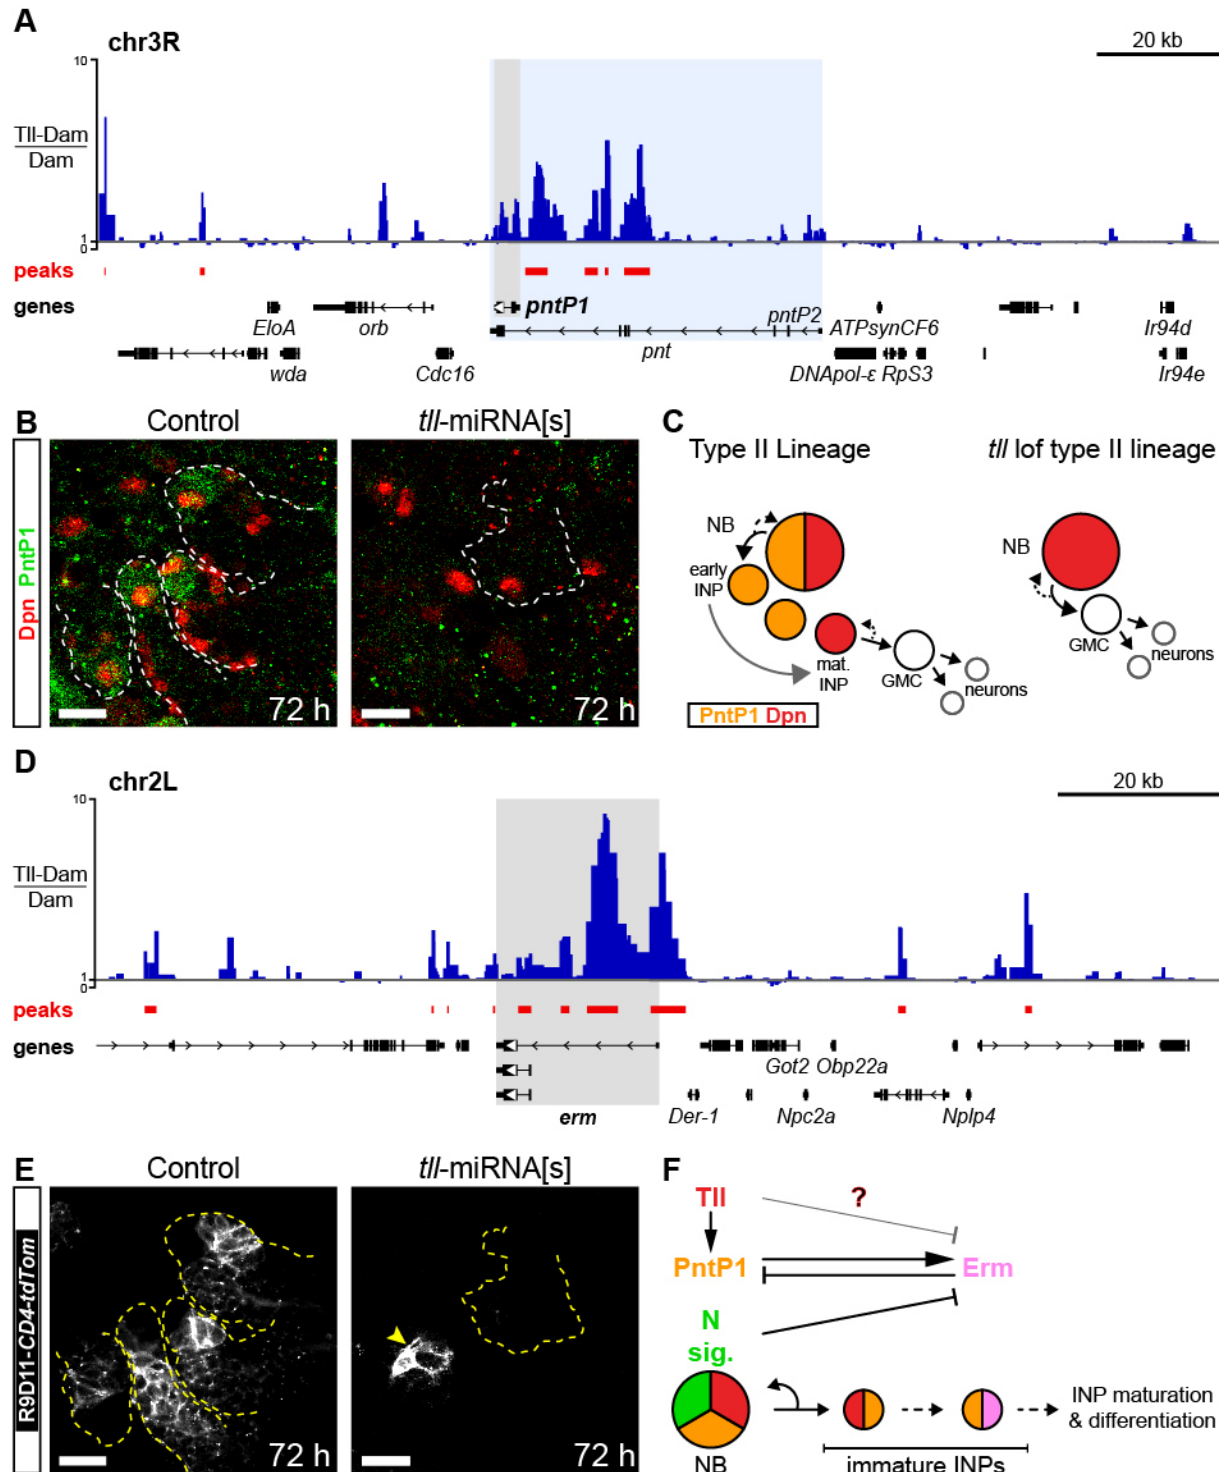 A
chr3R
20 kb
10
Tll-Dam
Dam
1
0
peaks
genes
pntP1
pntP2
EloA
orb
ATPsynCF6
Ir94d
pnt
wda
Cdc16
DNApol-ε RpS3
Ir94e
B
Control
tll-miRNA[s]
Dpn PntP1
72 h
72 h
C
Type II Lineage
tll lof type II lineage
NB
early
INP
mat.
INP
GMC
neurons
PntP1 Dpn
NB
GMC
neurons
D
chr2L
20 kb
10
Tll-Dam
Dam
1
0
peaks
genes
Got2 Obp22a
erm
Der-1
Npc2a
Nplp4
E
Control
tll-miRNA[s]
R9D11-CD4-tdTom
72 h
72 h
F
Tll
?
PntP1
Erm
N
sig.
NB
immature INPs
INP maturation
& differentiation